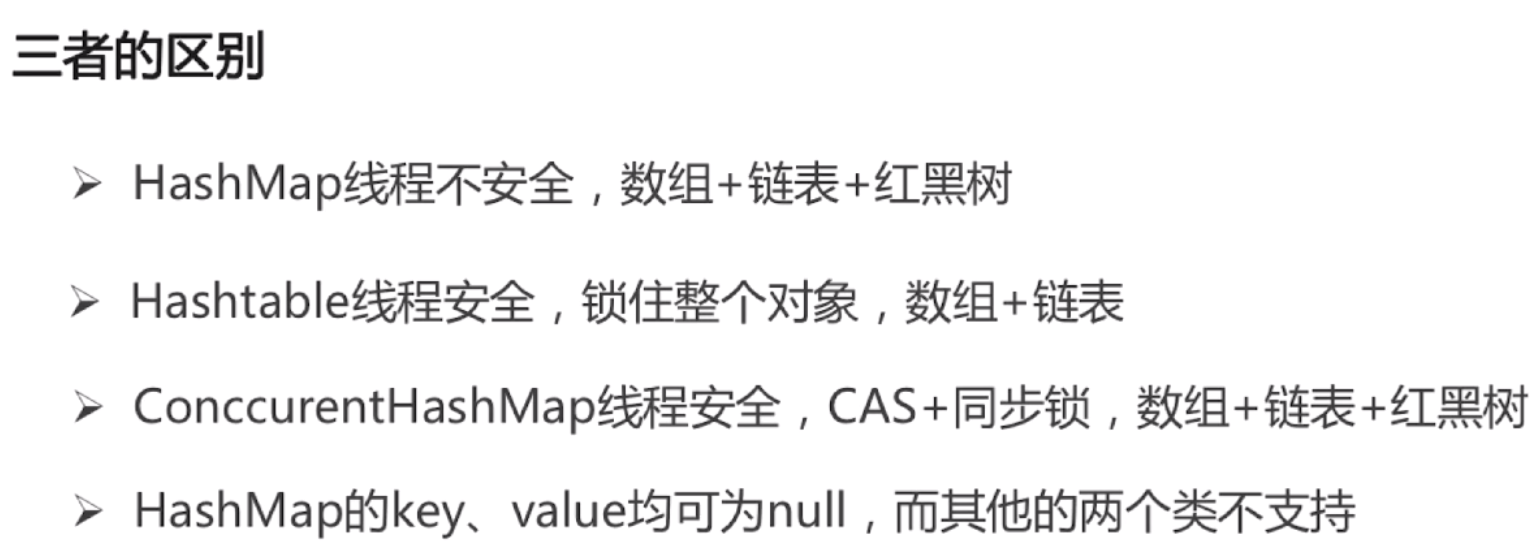 三者的区别
➢ HashMap线程不安全，数组+链表+红黑树
➢ Hashtable线程安全，锁住整个对象，数组+链表
➢ ConccurentHashMap线程安全，CAS+同步锁，数组+链表+红黑树
➢ HashMap的key、value均可为null，而其他的两个类不支持